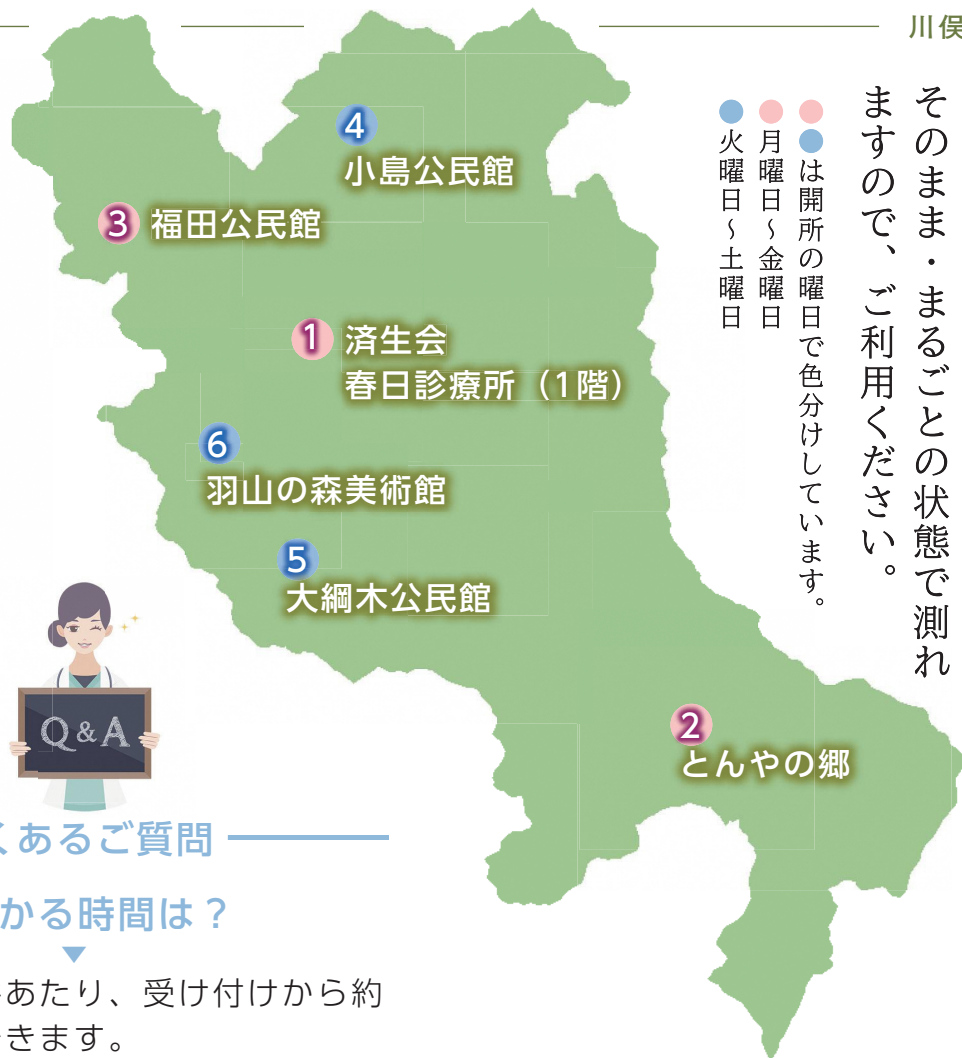 川俣
そのまま・まるごとの状態で測れ
ますので、ご利用ください。
は開所の曜日で色分けしています。
月曜日～金曜日
火曜日～土曜日
4
小島公民館
3 福田公民館
1 済生会
春日診療所（1階）
6
羽山の森美術館
5
大綱木公民館
2
とんやの郷
Q&A
くあるご質問
かる時間は？
あたり、受け付けから約
きます。